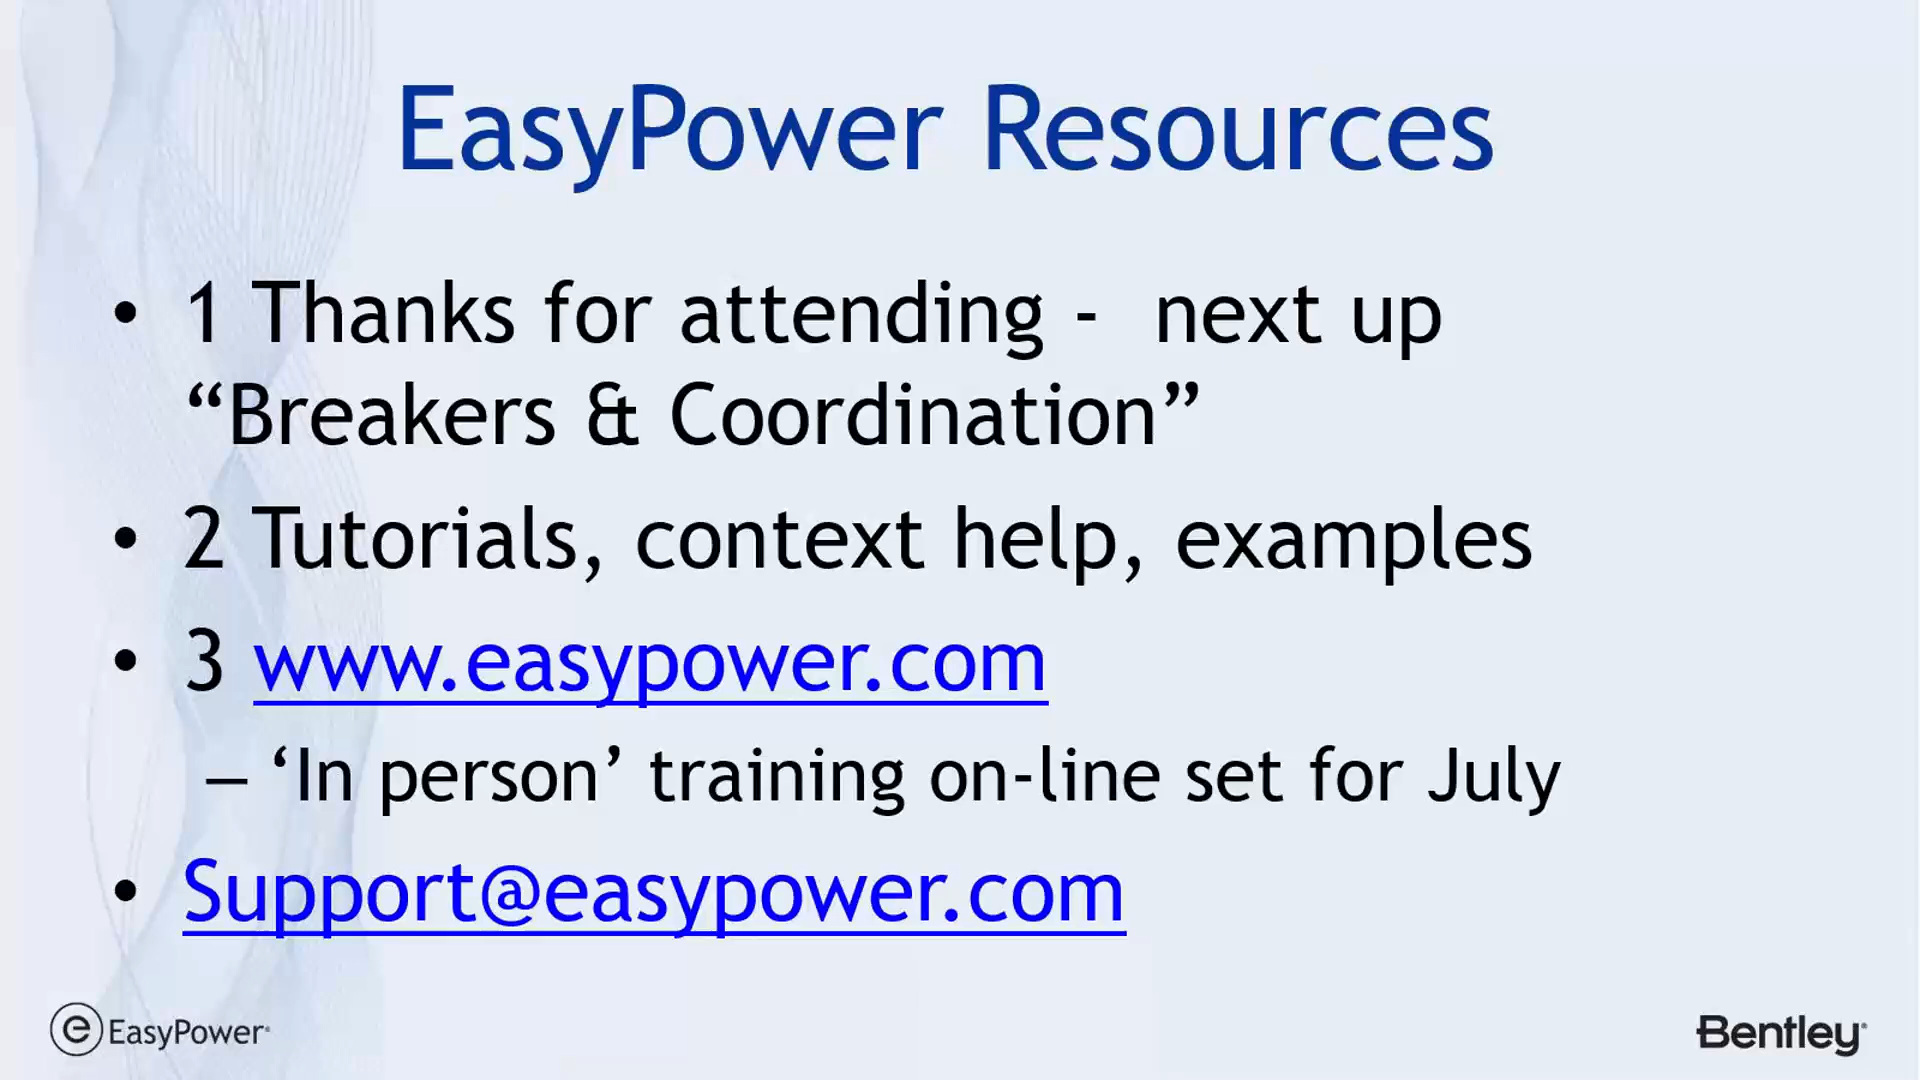 EasyPower Resources
• 1 Thanks for attending -  next up
“Breakers & Coordination”
• 2 Tutorials, context help, examples
• 3 www.easypower.com
– ‘In person’ training on-line set for July
• Support@easypower.com
e EasyPower®
Bentley®